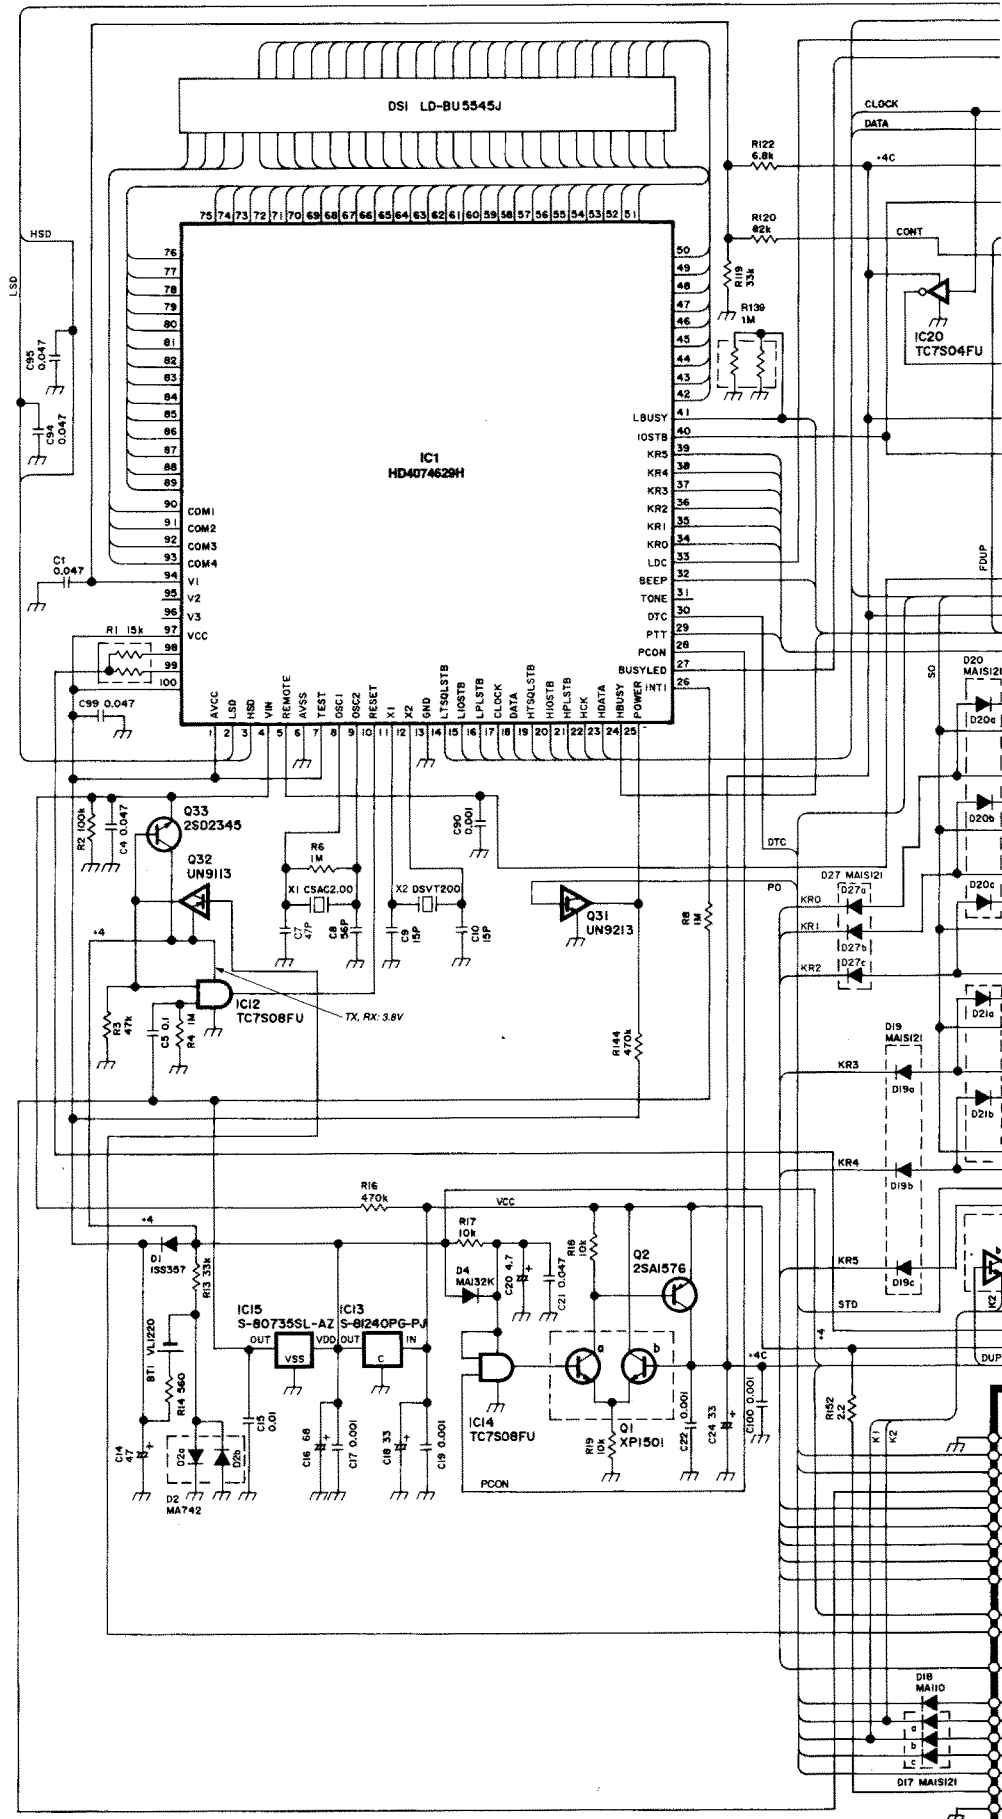 DSI LD-BU5545J
CLOCK
DATA
R122
6.8k
+4C
R120
82k
CONT
HSD
LSD
R119
33k
R139
1M
IC20
TC7S04FU
75 74 73 72 71 70 69 68 67 66 65 64 63 62 61 60 59 58 57 56 55 54 53 52 51
76
77
78
79
80
81
82
83
84
85
86
87
88
89
90 COM1
91 COM2
92 COM3
93 COM4
94 V1
95 V2
96 V3
97 VCC
98
99
100
IC1
HD4074629H
50
49
48
47
46
45
44
43
42
LBUSY 41
IOSTB 40
KR5 39
KR4 38
KR3 37
KR2 36
KR1 35
KR0 34
LDC 33
BEEP 32
TONE 31
DTC 30
PTT 29
PCON 28
BUSYLED 27
INT1 26
C95
0.047
C94
0.047
C1
0.047
R1 15k
C99 0.047
FDUP
AVCC LSD HSD VIN REMOTE AVSS TEST OSC1 OSC2 RESET X1 X2 GND LTSQLSTB LIOSTB LPLSTB CLOCK DATA HTSQLSTB HIOSTB HPLSTB HCK HDATA HBUSY POWER
1 2 3 4 5 6 7 8 9 10 11 12 13 14 15 16 17 18 19 20 21 22 23 24 25
SO
D20
MA1S121
D20a
D20b
D20c
R2 100k
C4 0.047
Q33
2SD2345
Q32
UN9113
+4
R6
1M
X1 CSAC2.00
C7
47P
C8
56P
X2 DSVT200
C9
15P
C10
15P
C90
0.001
Q31
UN9213
R8
1M
DTC
PO
D27 MA1S121
D27a
D27b
D27c
KR0
KR1
KR2
R3
47k
C5 0.1
R4 1M
IC12
TC7S08FU
TX, RX: 3.8V
R144
470k
D21a
D21b
D19
MA1S121
KR3
D19a
KR4
D19b
KR5
D19c
STD
K2
+4
R16
470k
VCC
+4
D1
1SS357
R13 33k
R17
10k
D4
MA132K
C20 4.7
C21 0.047
R18
10k
Q2
2SA1576
IC15
S-80735SL-AZ
OUT
VDD
VSS
IC13
S-81240PG-PJ
OUT
IN
C
BT1 VL1220
R14 560
C14
47
D2a
D2b
D2
MA742
C15
0.01
C16 68
C17 0.001
C18 33
C19 0.001
IC14
TC7S08FU
PCON
a
b
Q1
XP1501
R19
10k
+4C
C22 0.001
C24 33
C100 0.001
R152
2.2
K1
K2
DUP
D18
MA110
a
b
c
D17 MA1S121